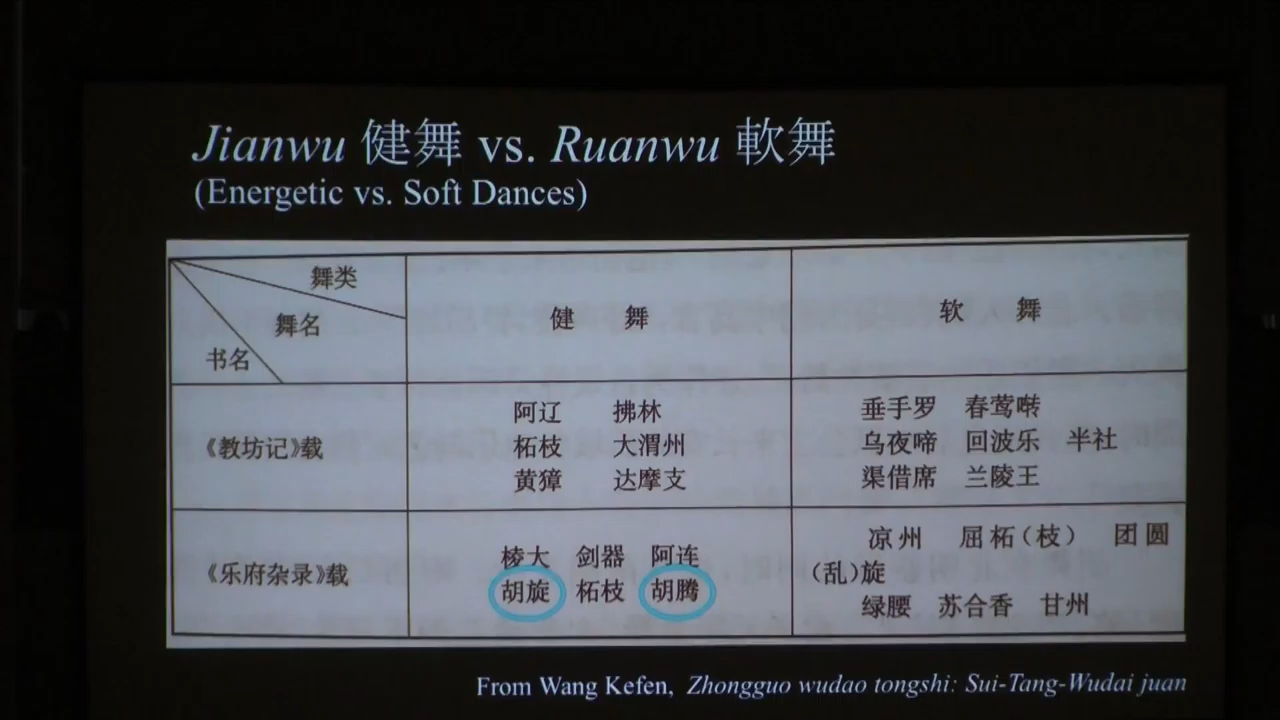 Jianwu 健舞 vs. Ruanwu 軟舞
(Energetic vs. Soft Dances)
舞类
舞名
书名
健 舞
软 舞
《教坊记》载
阿辽 拂林
柘枝 大渭州
黄獐 达摩支
垂手罗 春莺啭
乌夜啼 回波乐 半社
渠借席 兰陵王
《乐府杂录》载
棱大 剑器 阿连
胡旋 柘枝 胡腾
凉州 屈柘(枝) 团圆
(乱)旋
绿腰 苏合香 甘州
From Wang Kefen, Zhongguo wudao tongshi: Sui-Tang-Wudai juan